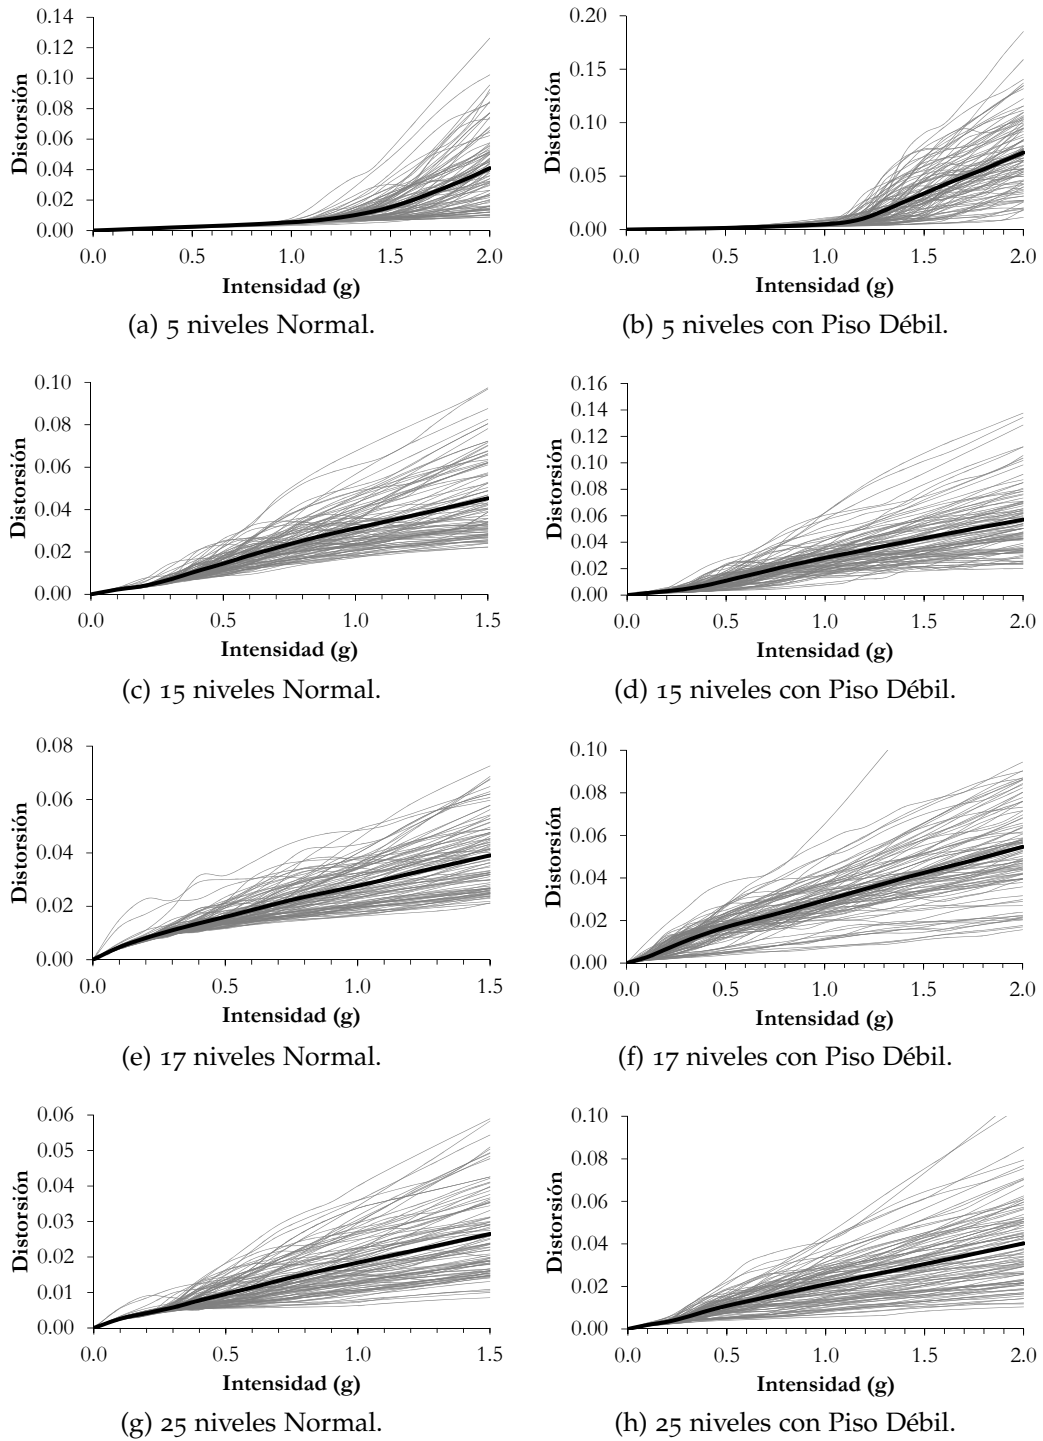 0.14
0.12
0.10
0.08
0.06
0.04
0.02
0.00
Distorsión
0.0 0.5 1.0 1.5 2.0
Intensidad (g)
(a) 5 niveles Normal.
0.20
0.15
0.10
0.05
0.00
Distorsión
0.0 0.5 1.0 1.5 2.0
Intensidad (g)
(b) 5 niveles con Piso Débil.
0.10
0.08
0.06
0.04
0.02
0.00
Distorsión
0.0 0.5 1.0 1.5
Intensidad (g)
(c) 15 niveles Normal.
0.16
0.14
0.12
0.10
0.08
0.06
0.04
0.02
0.00
Distorsión
0.0 0.5 1.0 1.5 2.0
Intensidad (g)
(d) 15 niveles con Piso Débil.
0.08
0.06
0.04
0.02
0.00
Distorsión
0.0 0.5 1.0 1.5
Intensidad (g)
(e) 17 niveles Normal.
0.10
0.08
0.06
0.04
0.02
0.00
Distorsión
0.0 0.5 1.0 1.5 2.0
Intensidad (g)
(f) 17 niveles con Piso Débil.
0.06
0.05
0.04
0.03
0.02
0.01
0.00
Distorsión
0.0 0.5 1.0 1.5
Intensidad (g)
(g) 25 niveles Normal.
0.10
0.08
0.06
0.04
0.02
0.00
Distorsión
0.0 0.5 1.0 1.5 2.0
Intensidad (g)
(h) 25 niveles con Piso Débil.